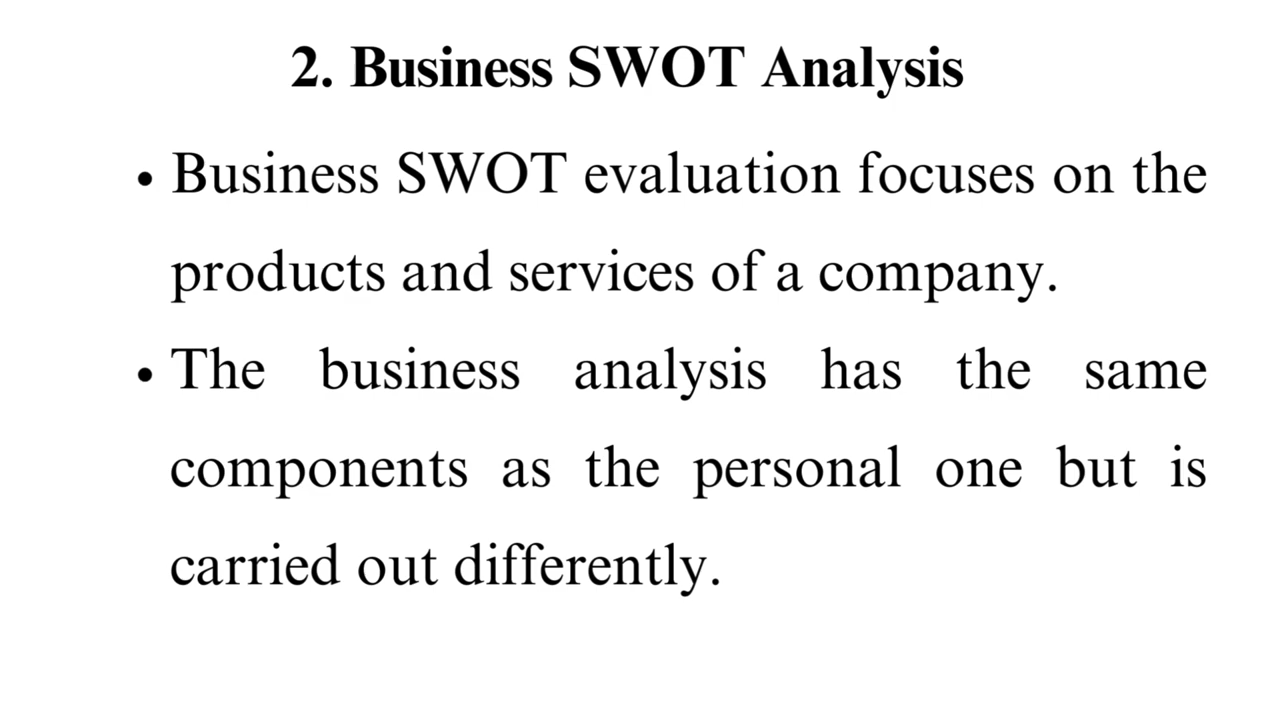 2. Business SWOT Analysis
• Business SWOT evaluation focuses on the
products and services of a company.
• The business analysis has the same
components as the personal one but is
carried out differently.